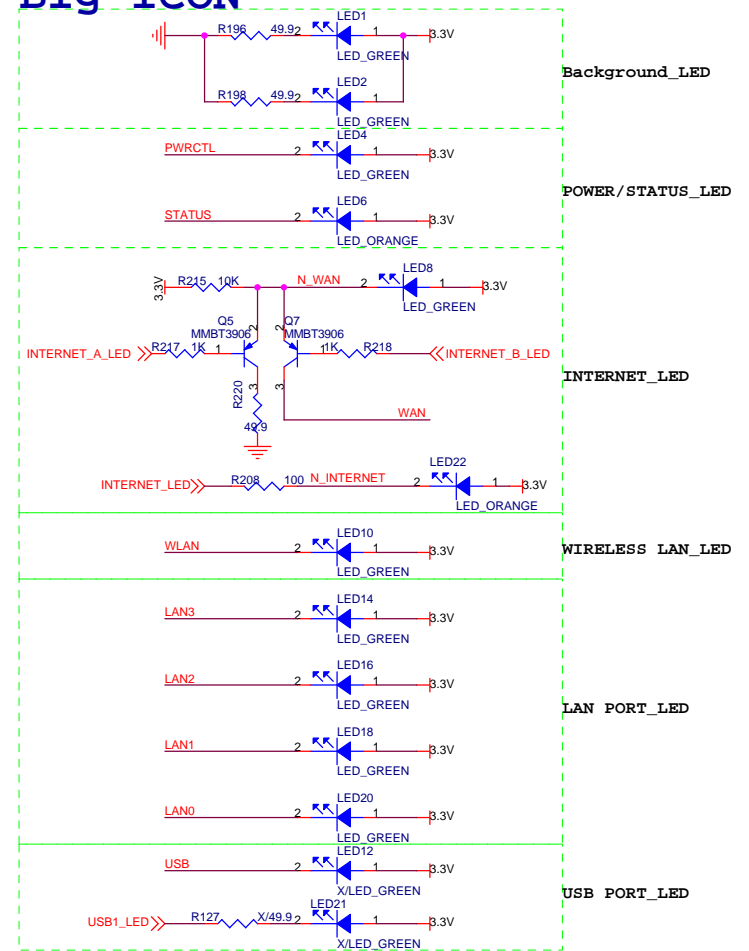 Big ICON
LED1
R196 49.9 2 1 3.3V
LED_GREEN
LED2
R198 49.9 2 1
LED_GREEN
Background_LED
LED4
PWRCTL 2 1 3.3V
LED_GREEN
POWER/STATUS_LED
LED6
STATUS 2 1 3.3V
LED_ORANGE
LED8
3.3V R215 10K N_WAN 2 1 3.3V
LED_GREEN
Q5 2 2 Q7
MMBT3906 MMBT3906
INTERNET_A_LED R217 1K 1 1 1K R218 INTERNET_B_LED
INTERNET_LED
R220 3 3
WAN
49.9
LED22
INTERNET_LED R208 100 N_INTERNET 2 1 3.3V
LED_ORANGE
LED10
WLAN 2 1 3.3V
LED_GREEN
WIRELESS LAN_LED
LED14
LAN3 2 1 3.3V
LED_GREEN
LED16
LAN2 2 1 3.3V
LED_GREEN
LAN PORT_LED
LED18
LAN1 2 1 3.3V
LED_GREEN
LED20
LAN0 2 1 3.3V
LED_GREEN
LED12
USB 2 1 3.3V
X/LED_GREEN
USB PORT_LED
LED21
USB1_LED R127 X/49.9 2 1 3.3V
X/LED_GREEN